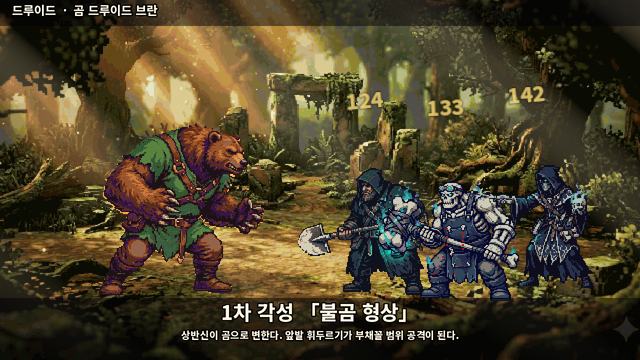 드루이드 · 곰 드루이드 브란
124 133 142
1차 각성 「불곰 형상」
상반신이 곰으로 변한다. 앞발 휘두르기가 부채꼴 범위 공격이 된다.